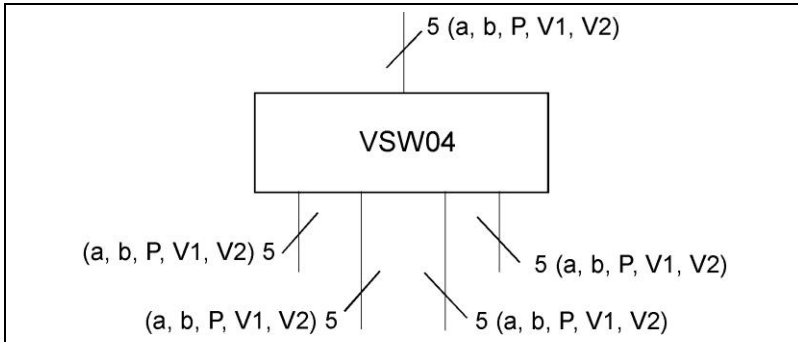 5 (a, b, P, V1, V2)
VSW04
(a, b, P, V1, V2) 5
5 (a, b, P, V1, V2)
(a, b, P, V1, V2) 5
5 (a, b, P, V1, V2)